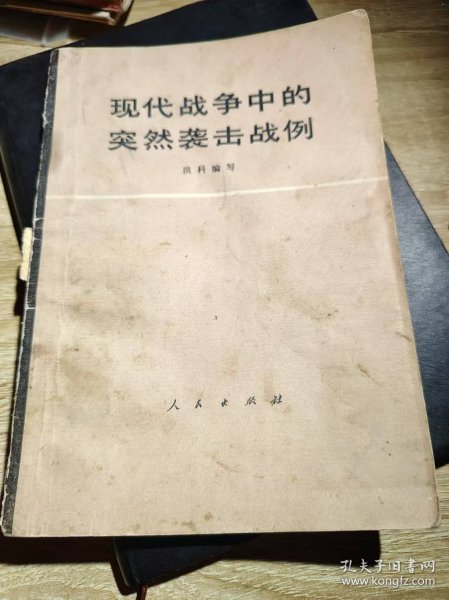 现代战争中的
突然袭击战例
洪科编写
人民出版社
孔夫子旧书网
www.kongfz.com